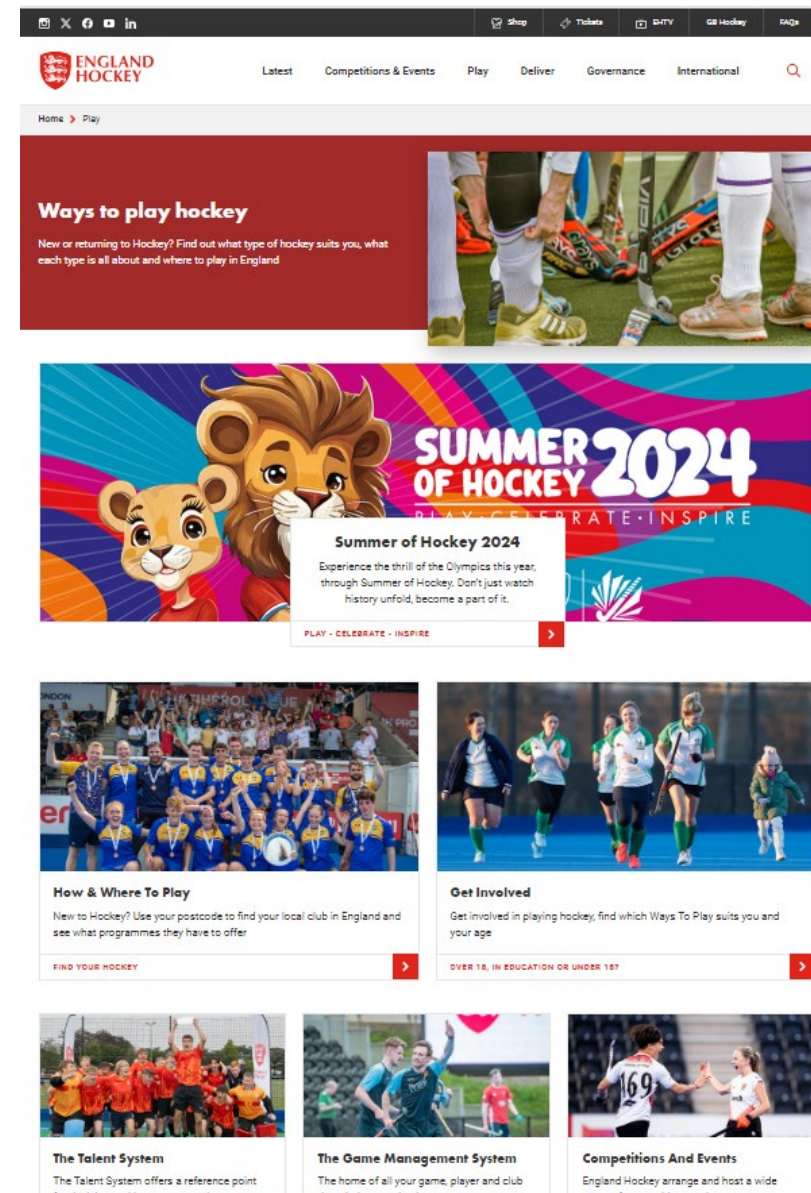 Shop
Tickets
EHTV
GB Hockey
FAQs
ENGLAND
HOCKEY
Latest
Competitions & Events
Play
Deliver
Governance
International
Home
Play
Ways to play hockey
New or returning to Hockey? Find out what type of hockey suits you, what
each type is all about and where to play in England
SUMMER
OF HOCKEY
2024
PLAY·CELEBRATE·INSPIRE
Summer of Hockey 2024
Experience the thrill of the Olympics this year,
through Summer of Hockey. Don't just watch
history unfold, become a part of it.
PLAY - CELEBRATE - INSPIRE
How & Where To Play
New to Hockey? Use your postcode to find your local club in England and
see what programmes they have to offer
FIND YOUR HOCKEY
Get Involved
Get involved in playing hockey, find which Ways To Play suits you and
your age
OVER 18, IN EDUCATION OR UNDER 18?
169
The Talent System
The Talent System offers a reference point
The Game Management System
The home of all your game, player and club
Competitions And Events
England Hockey arrange and host a wide